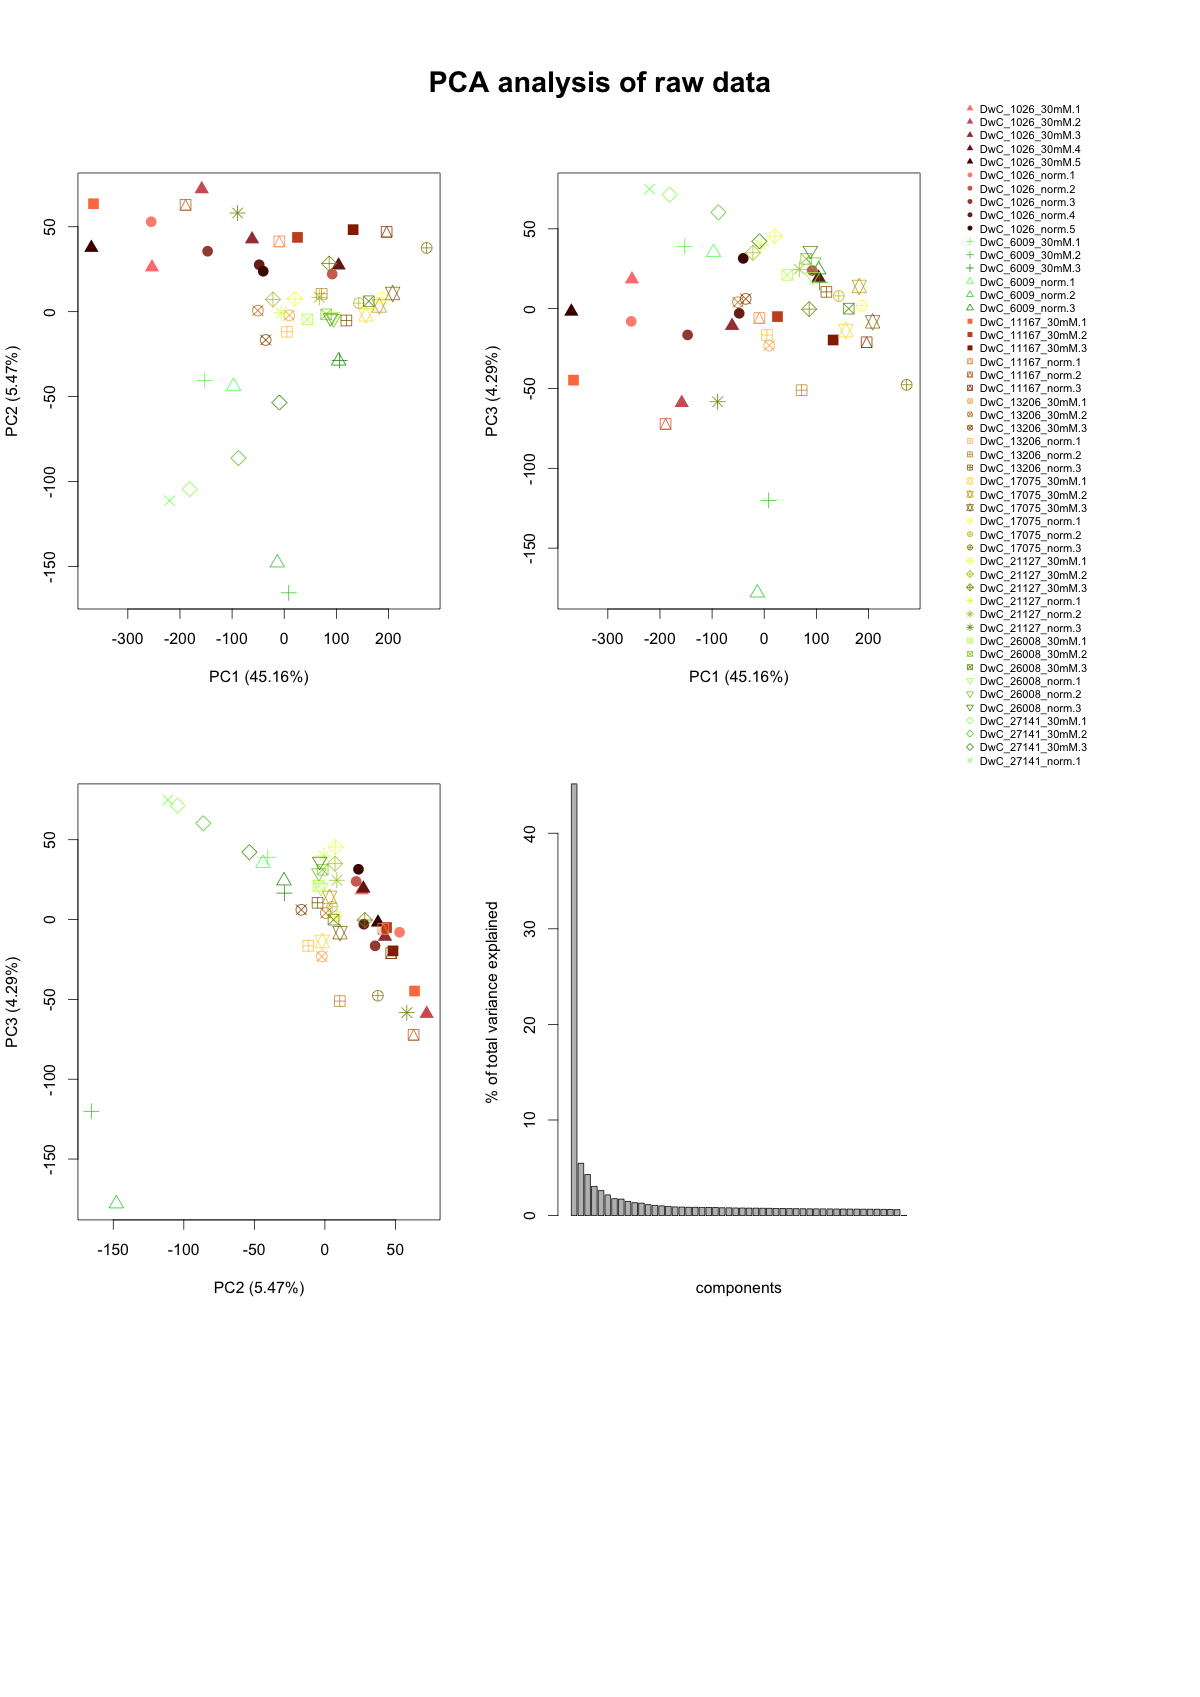 PCA analysis of raw data
50
0
-50
-100
-150
PC2 (5.47%)
-300 -200 -100 0 100 200
PC1 (45.16%)
50
0
-50
-100
-150
PC3 (4.29%)
-300 -200 -100 0 100 200
PC1 (45.16%)
DwC_1026_30mM.1
DwC_1026_30mM.2
DwC_1026_30mM.3
DwC_1026_30mM.4
DwC_1026_30mM.5
DwC_1026_norm.1
DwC_1026_norm.2
DwC_1026_norm.3
DwC_1026_norm.4
DwC_1026_norm.5
DwC_6009_30mM.1
DwC_6009_30mM.2
DwC_6009_30mM.3
DwC_6009_norm.1
DwC_6009_norm.2
DwC_6009_norm.3
DwC_11167_30mM.1
DwC_11167_30mM.2
DwC_11167_30mM.3
DwC_11167_norm.1
DwC_11167_norm.2
DwC_11167_norm.3
DwC_13206_30mM.1
DwC_13206_30mM.2
DwC_13206_30mM.3
DwC_13206_norm.1
DwC_13206_norm.2
DwC_13206_norm.3
DwC_17075_30mM.1
DwC_17075_30mM.2
DwC_17075_30mM.3
DwC_17075_norm.1
DwC_17075_norm.2
DwC_17075_norm.3
DwC_21127_30mM.1
DwC_21127_30mM.2
DwC_21127_30mM.3
DwC_21127_norm.1
DwC_21127_norm.2
DwC_21127_norm.3
DwC_26008_30mM.1
DwC_26008_30mM.2
DwC_26008_30mM.3
DwC_26008_norm.1
DwC_26008_norm.2
DwC_26008_norm.3
DwC_27141_30mM.1
DwC_27141_30mM.2
DwC_27141_30mM.3
DwC_27141_norm.1
50
0
-50
-100
-150
PC3 (4.29%)
-150 -100 -50 0 50
PC2 (5.47%)
40
30
20
10
0
% of total variance explained
components